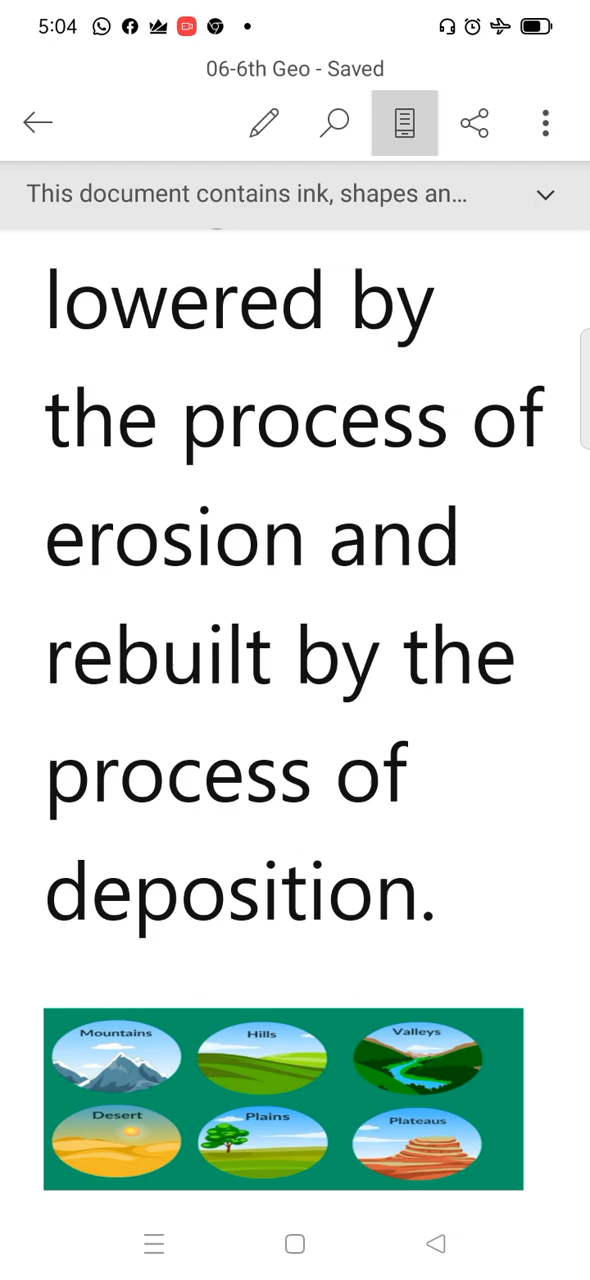 5:04
06-6th Geo - Saved
This document contains ink, shapes an...
lowered by
the process of
erosion and
rebuilt by the
process of
deposition.
Mountains Hills Valleys
Desert Plains Plateaus